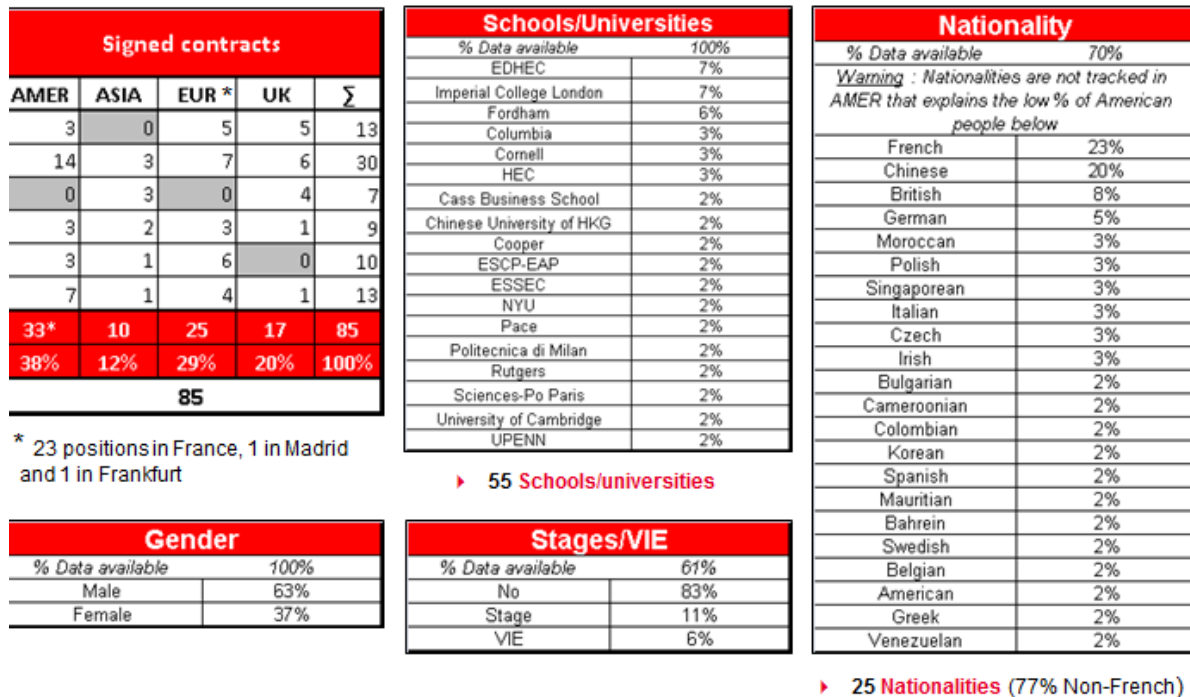 Signed contracts
AMER ASIA EUR * UK Σ
3 0 5 5 13
14 3 7 6 30
0 3 0 4 7
3 2 3 1 9
3 1 6 0 10
7 1 4 1 13
33* 10 25 17 85
38% 12% 29% 20% 100%
85
* 23 positions in France, 1 in Madrid
and 1 in Frankfurt
Gender
% Data available 100%
Male 63%
Female 37%
Schools/Universities
% Data available 100%
EDHEC 7%
Imperial College London 7%
Fordham 6%
Columbia 3%
Cornell 3%
HEC 3%
Cass Business School 2%
Chinese University of HKG 2%
Cooper 2%
ESCP-EAP 2%
ESSEC 2%
NYU 2%
Pace 2%
Politecnica di Milan 2%
Rutgers 2%
Sciences-Po Paris 2%
University of Cambridge 2%
UPENN 2%
55 Schools/universities
Stages/VIE
% Data available 61%
No 83%
Stage 11%
VIE 6%
Nationality
% Data available 70%
Warning : Nationalities are not tracked in
AMER that explains the low % of American
people below
French 23%
Chinese 20%
British 8%
German 5%
Moroccan 3%
Polish 3%
Singaporean 3%
Italian 3%
Czech 3%
Irish 3%
Bulgarian 2%
Cameroonian 2%
Colombian 2%
Korean 2%
Spanish 2%
Mauritian 2%
Bahrein 2%
Swedish 2%
Belgian 2%
American 2%
Greek 2%
Venezuelan 2%
25 Nationalities (77% Non-French)